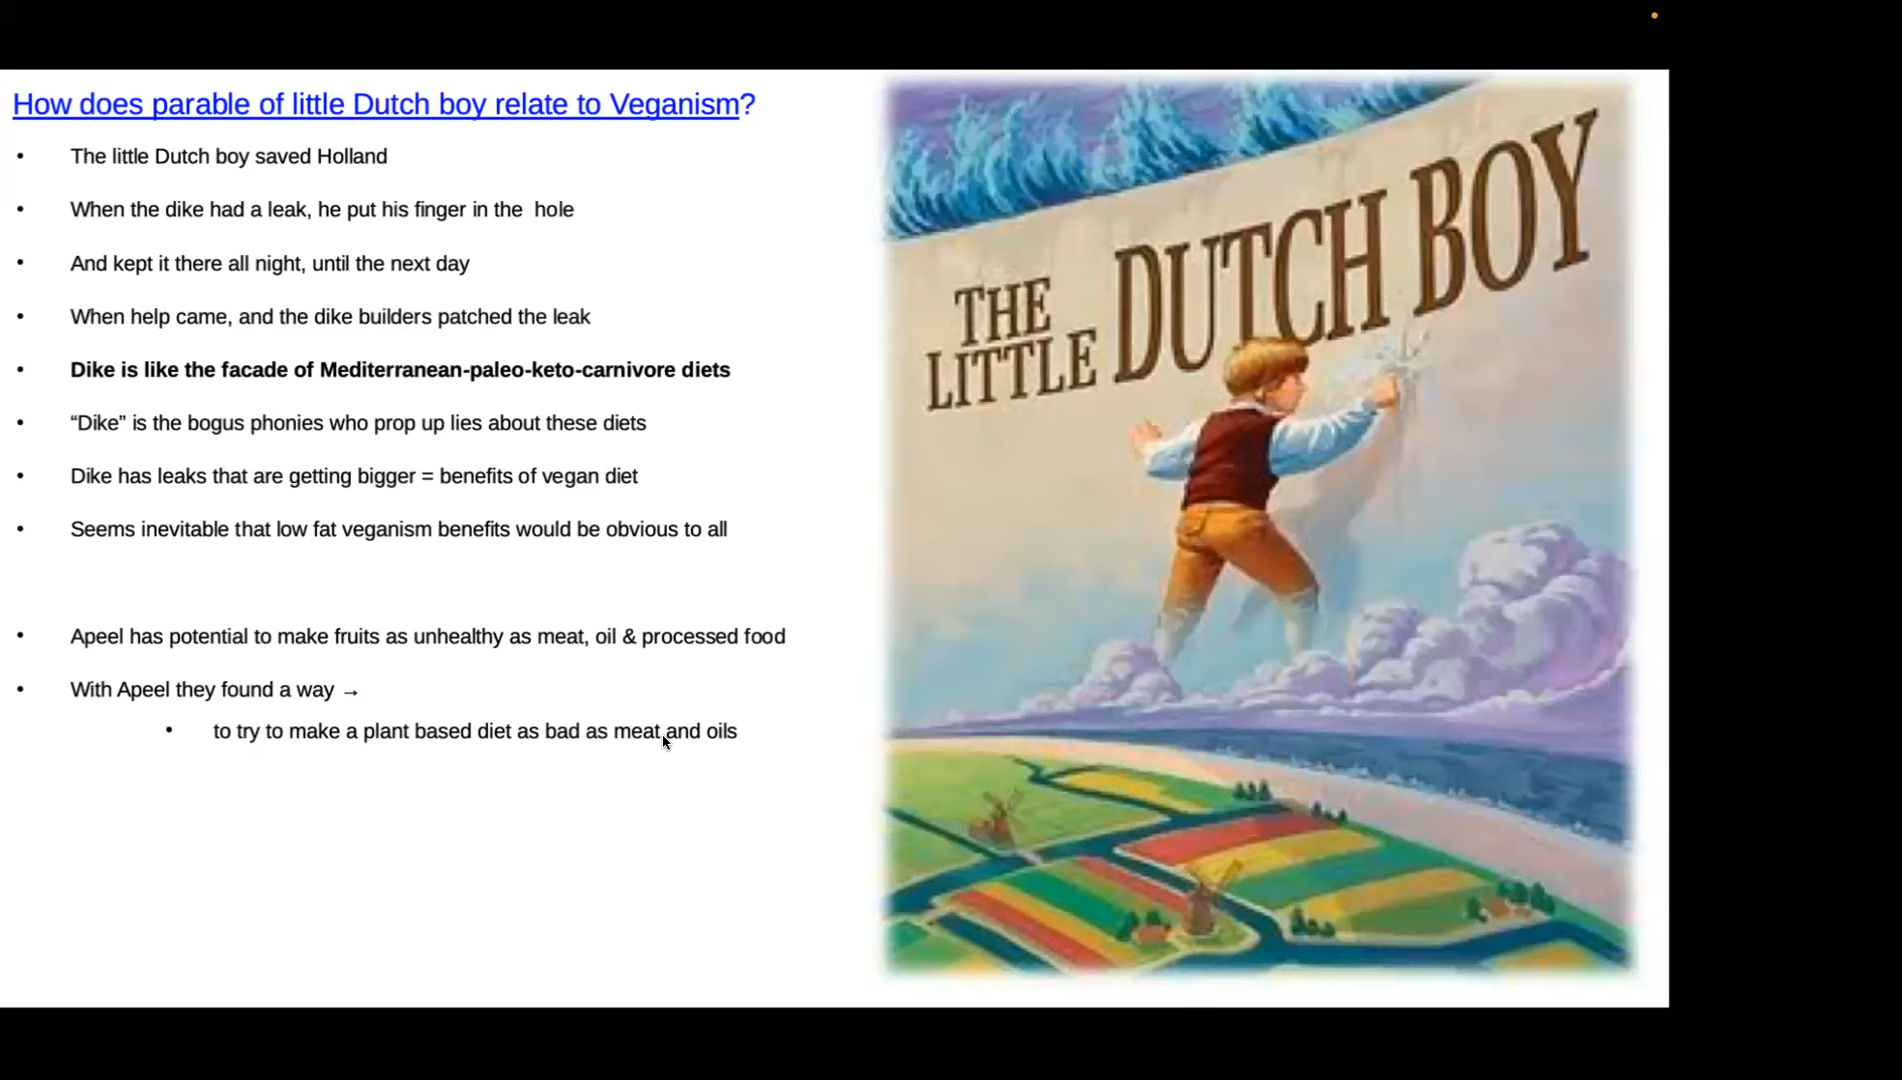 How does parable of little Dutch boy relate to Veganism?
• The little Dutch boy saved Holland
• When the dike had a leak, he put his finger in the hole
• And kept it there all night, until the next day
• When help came, and the dike builders patched the leak
• Dike is like the facade of Mediterranean-paleo-keto-carnivore diets
• “Dike” is the bogus phonies who prop up lies about these diets
• Dike has leaks that are getting bigger = benefits of vegan diet
• Seems inevitable that low fat veganism benefits would be obvious to all
• Apeel has potential to make fruits as unhealthy as meat, oil & processed food
• With Apeel they found a way →
• to try to make a plant based diet as bad as meat and oils
THE
LITTLE DUTCH BOY